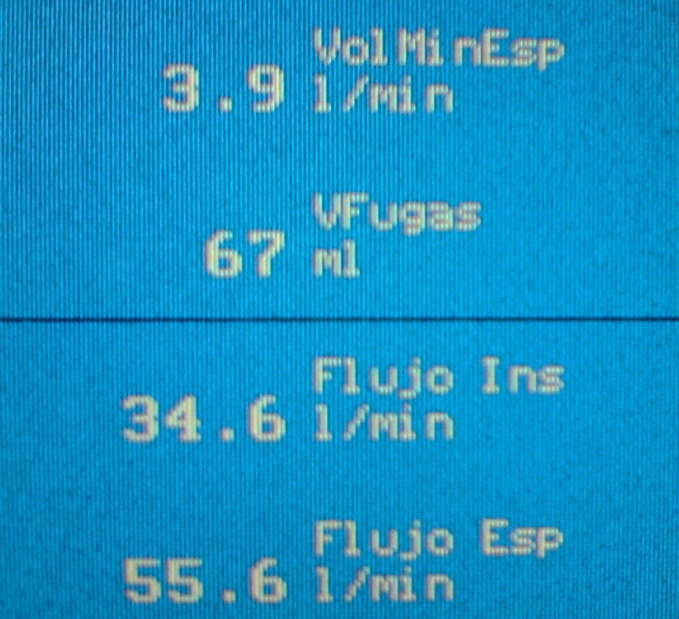 VolMinEsp
3.9 l/min
VFugas
67 ml
Flujo Ins
34.6 l/min
Flujo Esp
55.6 l/min